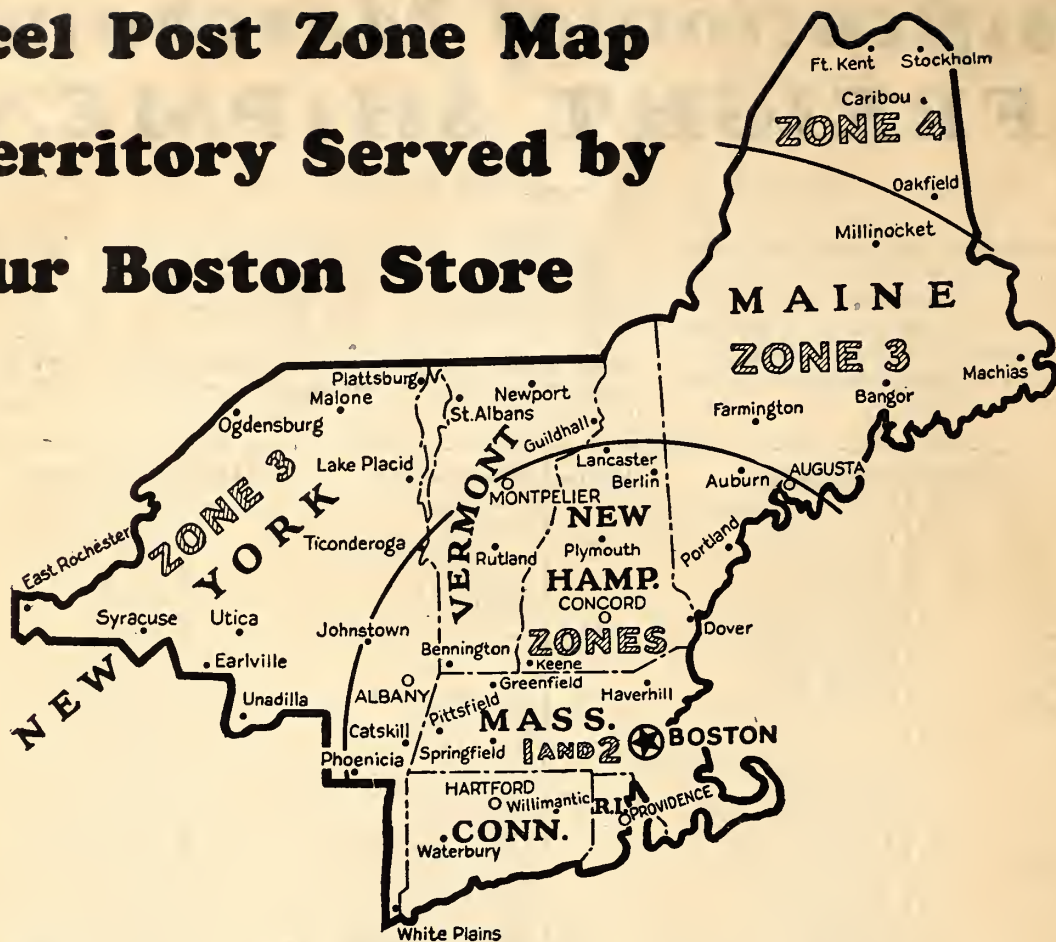 cel Post Zone Map
erritory Served by
ur Boston Store
Ft. Kent
Stockholm
Caribou
ZONE 4
Oakfield
Millinocket
MAINE
ZONE 3
Machias
Bangor
Farmington
Plattsburg
Malone
Newport
St. Albans
Ogdensburg
Guildhall
Lake Placid
Lancaster
Berlin
Auburn
AUGUSTA
ZONE 3
VERMONT
MONTPELIER
NEW
HAMP.
NEW YORK
Ticonderoga
Rutland
Plymouth
Portland
East Rochester
CONCORD
Syracuse
Utica
Johnstown
ZONES
Dover
Bennington
Keene
Earlville
Greenfield
Haverhill
ALBANY
Unadilla
Pittsfield
MASS.
Catskill
1 AND 2
BOSTON
Springfield
Phoenicia
HARTFORD
Willimantic
R.I.
PROVIDENCE
CONN.
Waterbury
White Plains